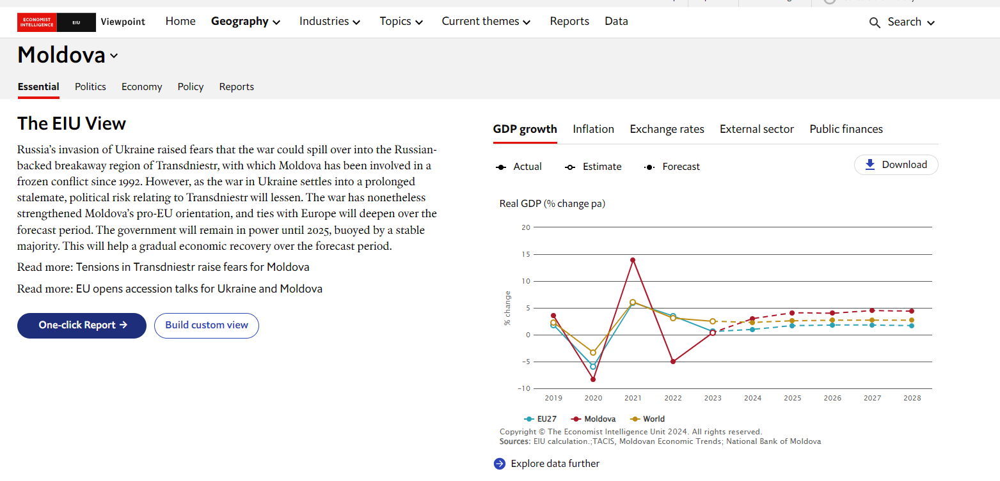 ECONOMIST
INTELLIGENCE
EIU
Viewpoint
Home
Geography
Industries
Topics
Current themes
Reports
Data
Search
Moldova
Essential
Politics
Economy
Policy
Reports
The EIU View
Russia’s invasion of Ukraine raised fears that the war could spill over into the Russian-
backed breakaway region of Transdniestr, with which Moldova has been involved in a
frozen conflict since 1992. However, as the war in Ukraine settles into a prolonged
stalemate, political risk relating to Transdniestr will lessen. The war has nonetheless
strengthened Moldova’s pro-EU orientation, and ties with Europe will deepen over the
forecast period. The government will remain in power until 2025, buoyed by a stable
majority. This will help a gradual economic recovery over the forecast period.
Read more: Tensions in Transdniestr raise fears for Moldova
Read more: EU opens accession talks for Ukraine and Moldova
One-click Report →
Build custom view
GDP growth
Inflation
Exchange rates
External sector
Public finances
Actual
Estimate
Forecast
Download
Real GDP (% change pa)
% change
20
15
10
5
0
−5
−10
2019
2020
2021
2022
2023
2024
2025
2026
2027
2028
EU27
Moldova
World
Copyright © The Economist Intelligence Unit 2024. All rights reserved.
Sources: EIU calculation.;TACIS, Moldovan Economic Trends; National Bank of Moldova
Explore data further